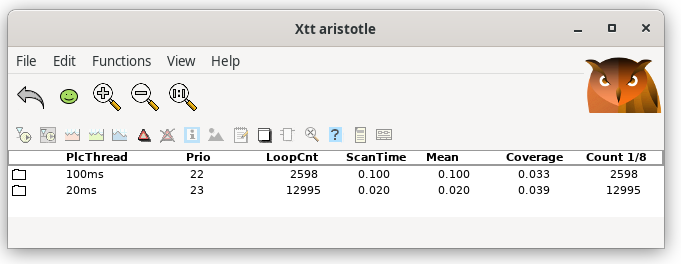 Xtt aristotle
File Edit Functions View Help
PlcThread Prio LoopCnt ScanTime Mean Coverage Count 1/8
100ms 22 2598 0.100 0.100 0.033 2598
20ms 23 12995 0.020 0.020 0.039 12995